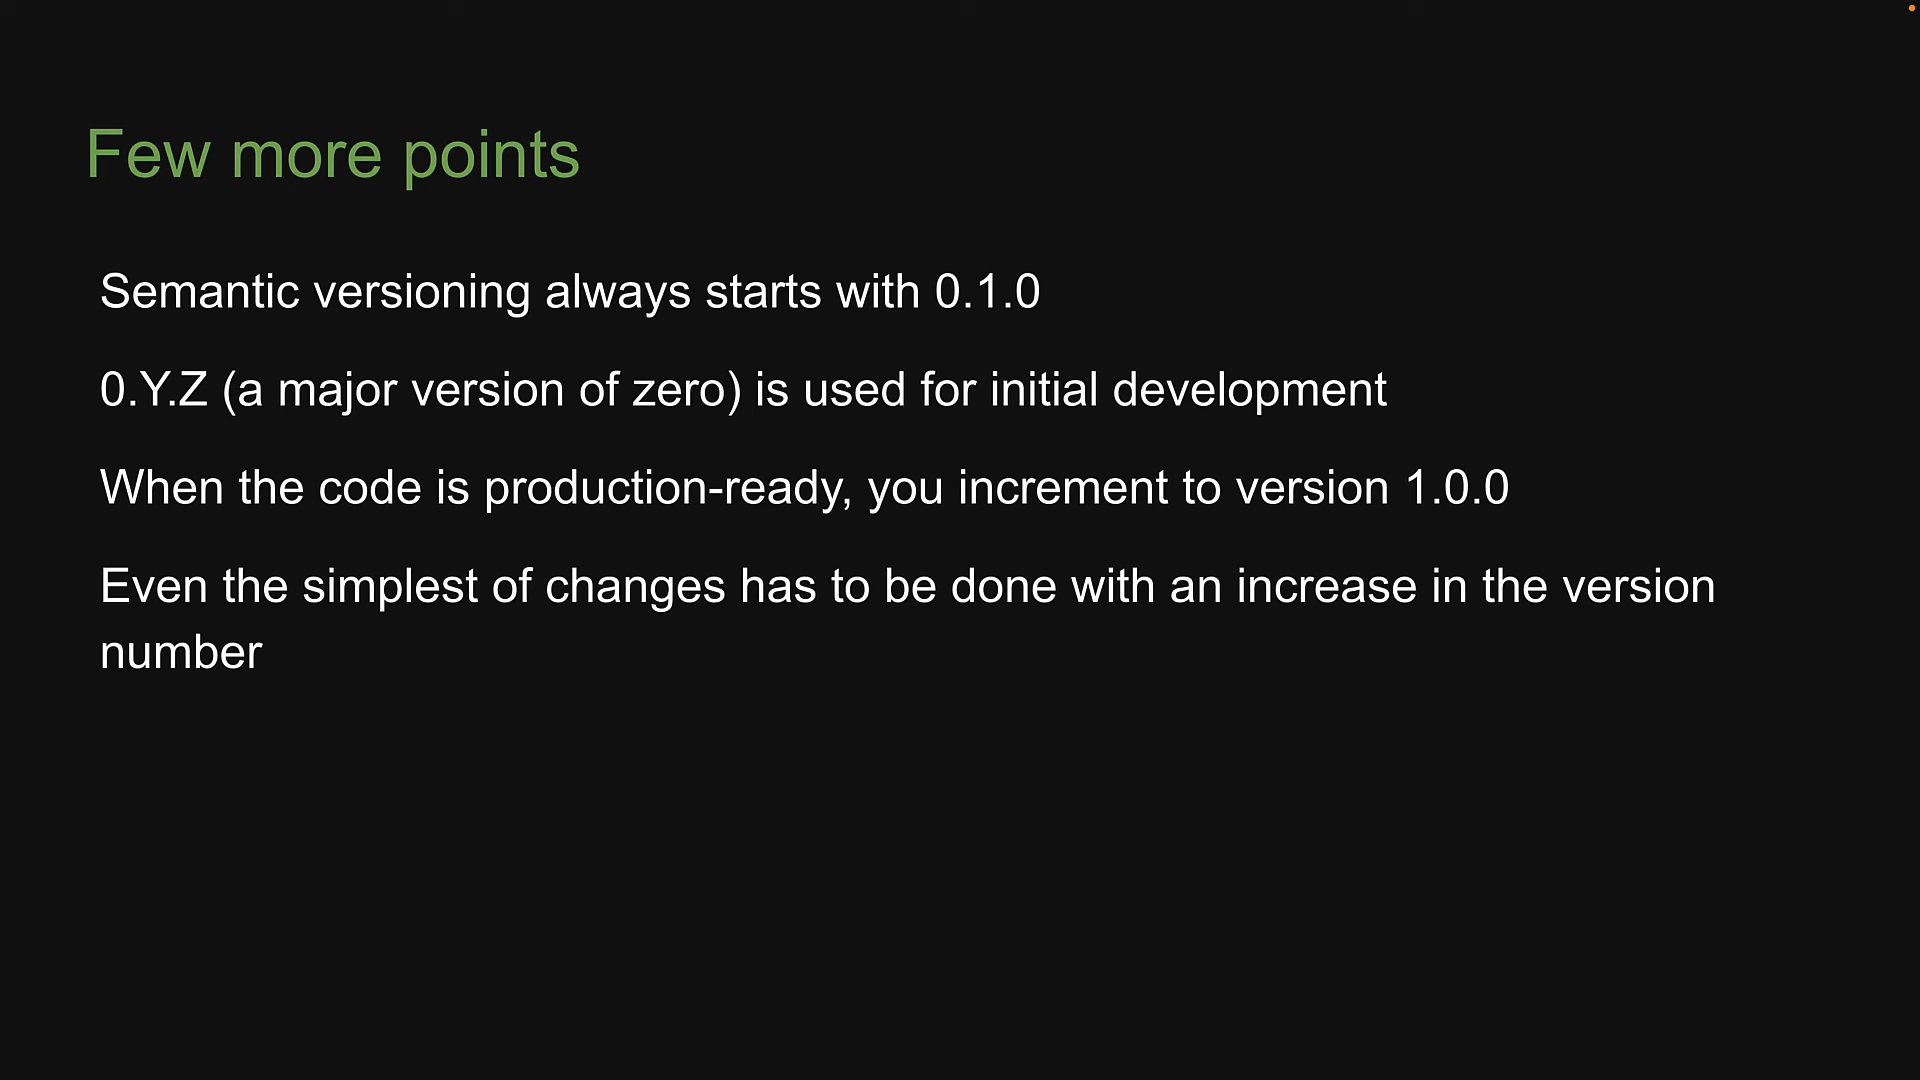 Few more points
Semantic versioning always starts with 0.1.0
0.Y.Z (a major version of zero) is used for initial development
When the code is production-ready, you increment to version 1.0.0
Even the simplest of changes has to be done with an increase in the version
number